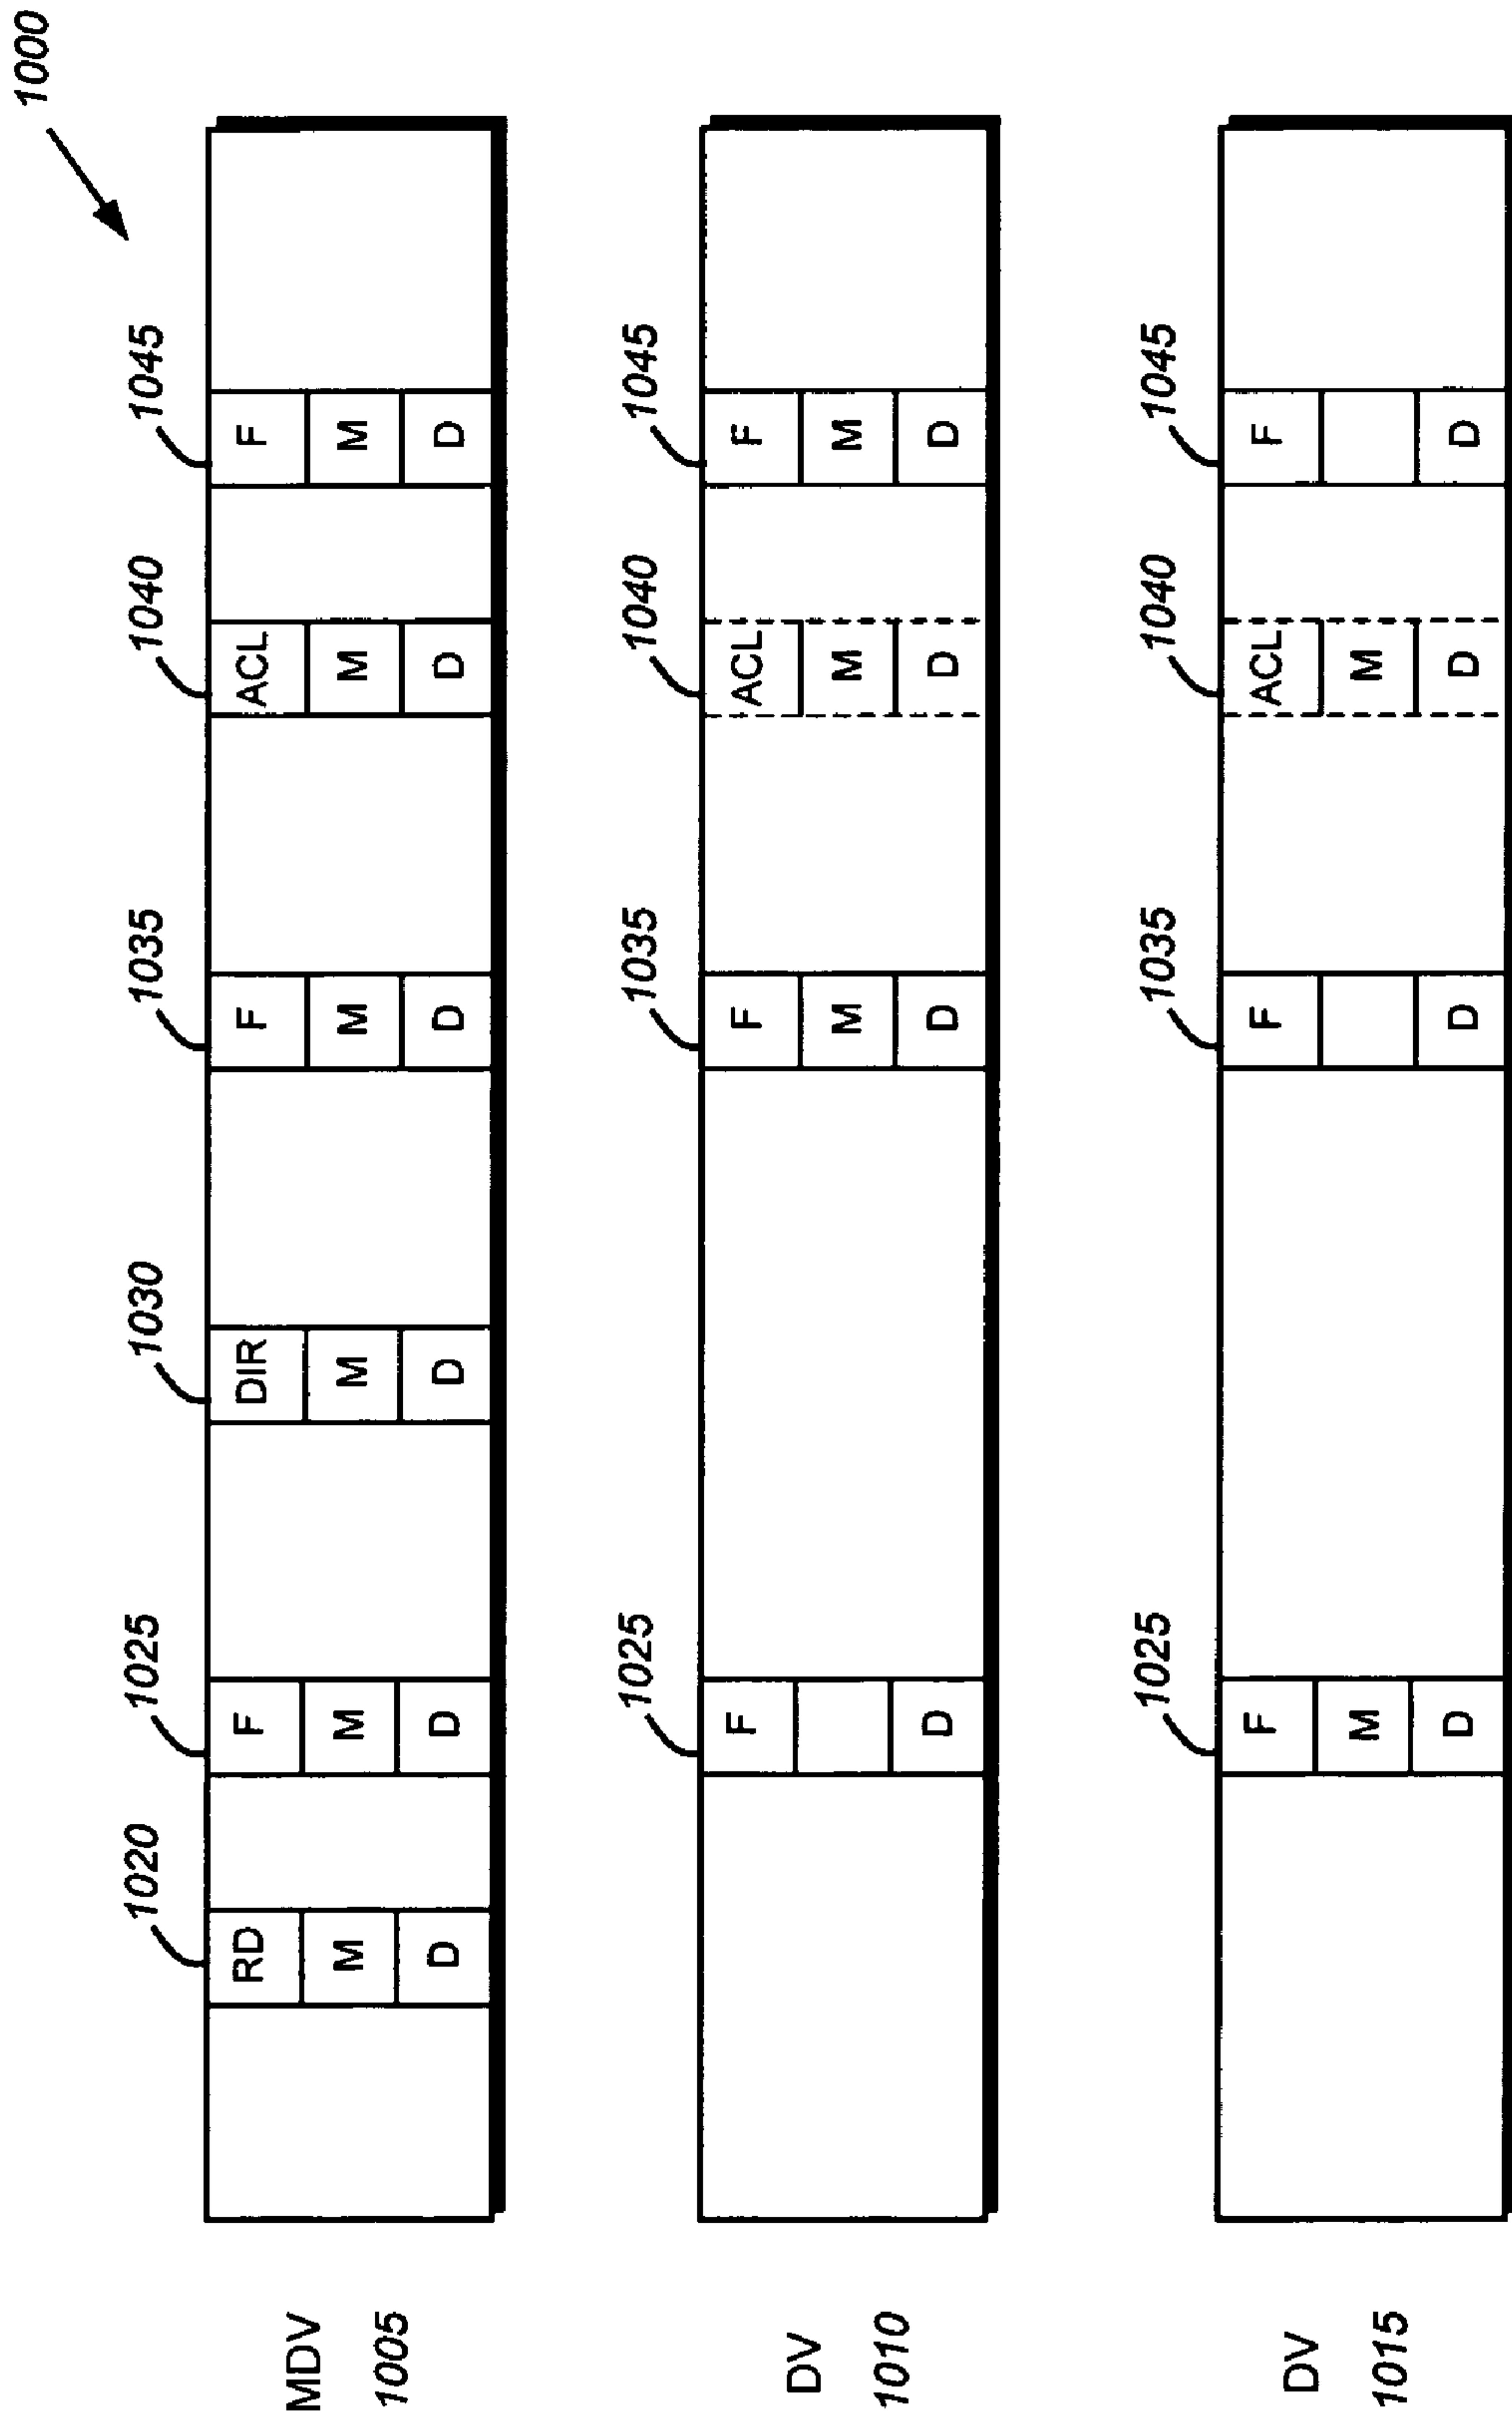 1000
1020 1025 1030 1035 1040 1045
RD F DIR F ACL F
MDV M M M M M M
1005 D D D D D D
1025 1035 1040 1045
F F ACL F
DV M M M
1010 D D D D
1025 1035 1040 1045
F F ACL F
DV M M
1015 D D D D